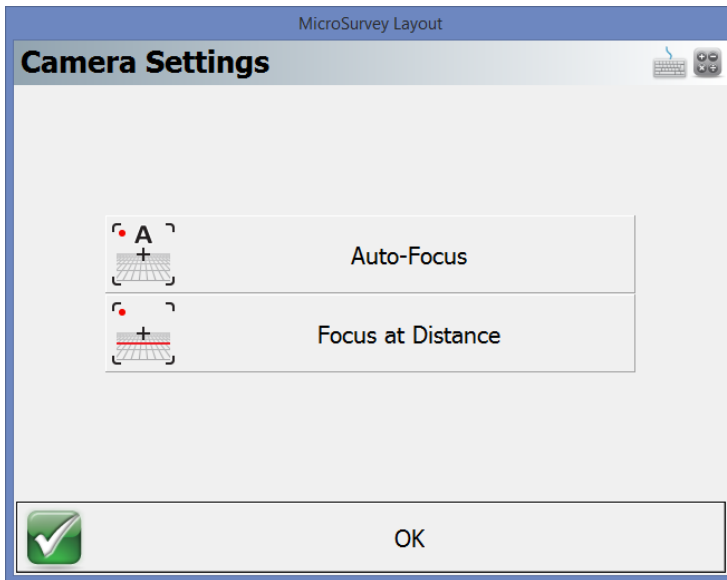 MicroSurvey Layout
Camera Settings
A
Auto-Focus
Focus at Distance
OK